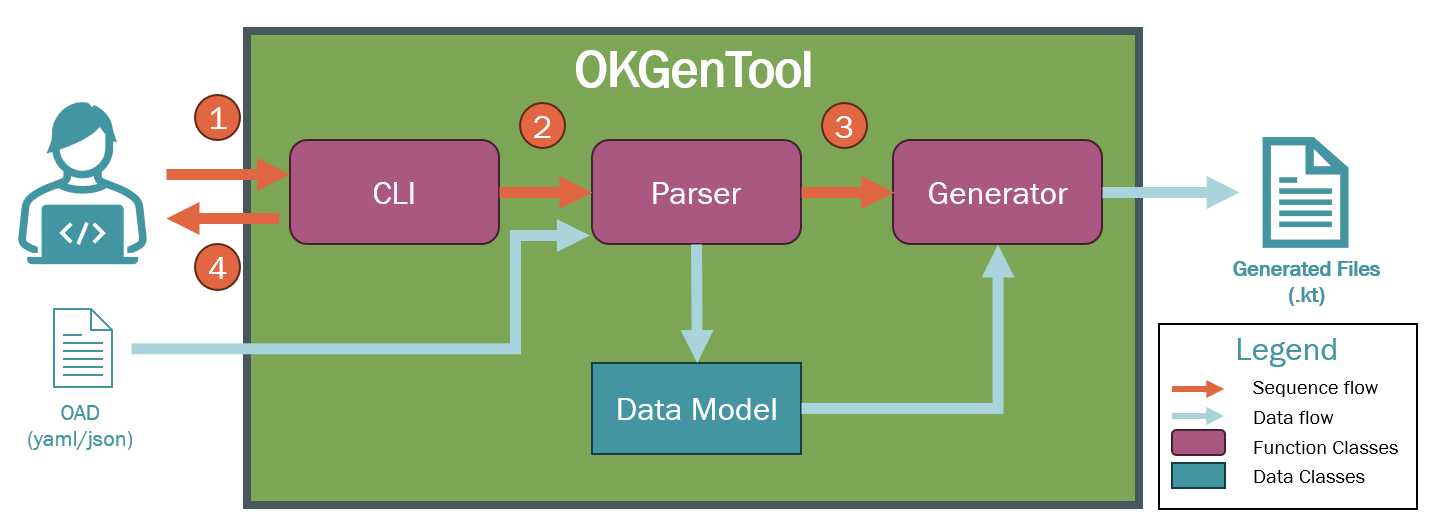 OKGenTool
1
2
3
CLI
Parser
Generator
</>
4
Generated Files
(.kt)
OAD
(yaml/json)
Data Model
Legend
Sequence flow
Data flow
Function Classes
Data Classes